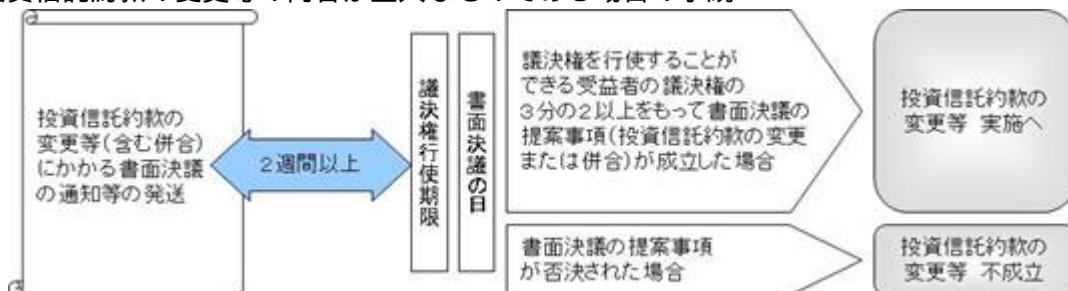 投資信託約款の
変更等(含む併合)
にかかる書面決議
の通知等の発送
2週間以上
議決権行使期限
書面決議の日
議決権を行使することが
できる受益者の議決権の
3分の2以上をもって書面決議の
提案事項(投資信託約款の変更
または併合)が成立した場合
投資信託約款の
変更等 実施へ
書面決議の提案事項
が否決された場合
投資信託約款の
変更等 不成立